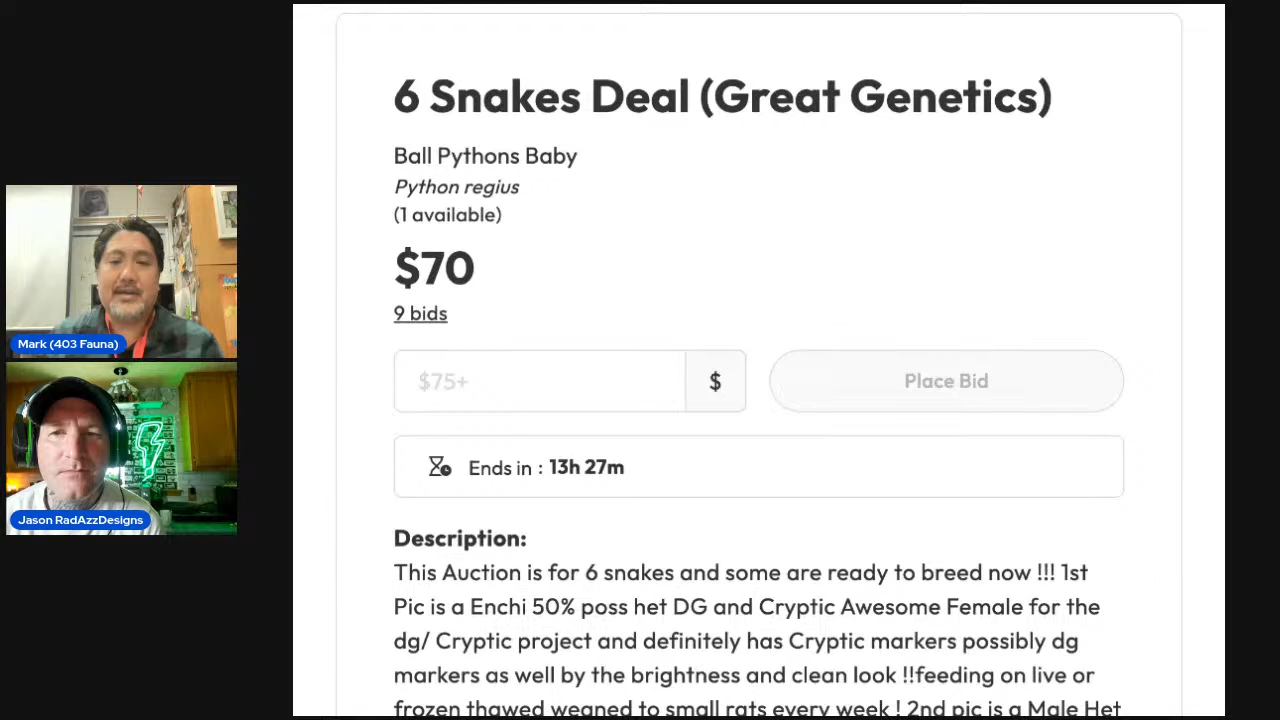 6 Snakes Deal (Great Genetics)
Ball Pythons Baby
Python regius
(1 available)
$70
9 bids
$75+
$
Place Bid
Ends in : 13h 27m
Description:
This Auction is for 6 snakes and some are ready to breed now !!! 1st
Pic is a Enchi 50% poss het DG and Cryptic Awesome Female for the
dg/ Cryptic project and definitely has Cryptic markers possibly dg
markers as well by the brightness and clean look !!feeding on live or
frozen thawed weaned to small rats every week ! 2nd pic is a Male Het
Mark (403 Fauna)
Jason RadAzzDesigns